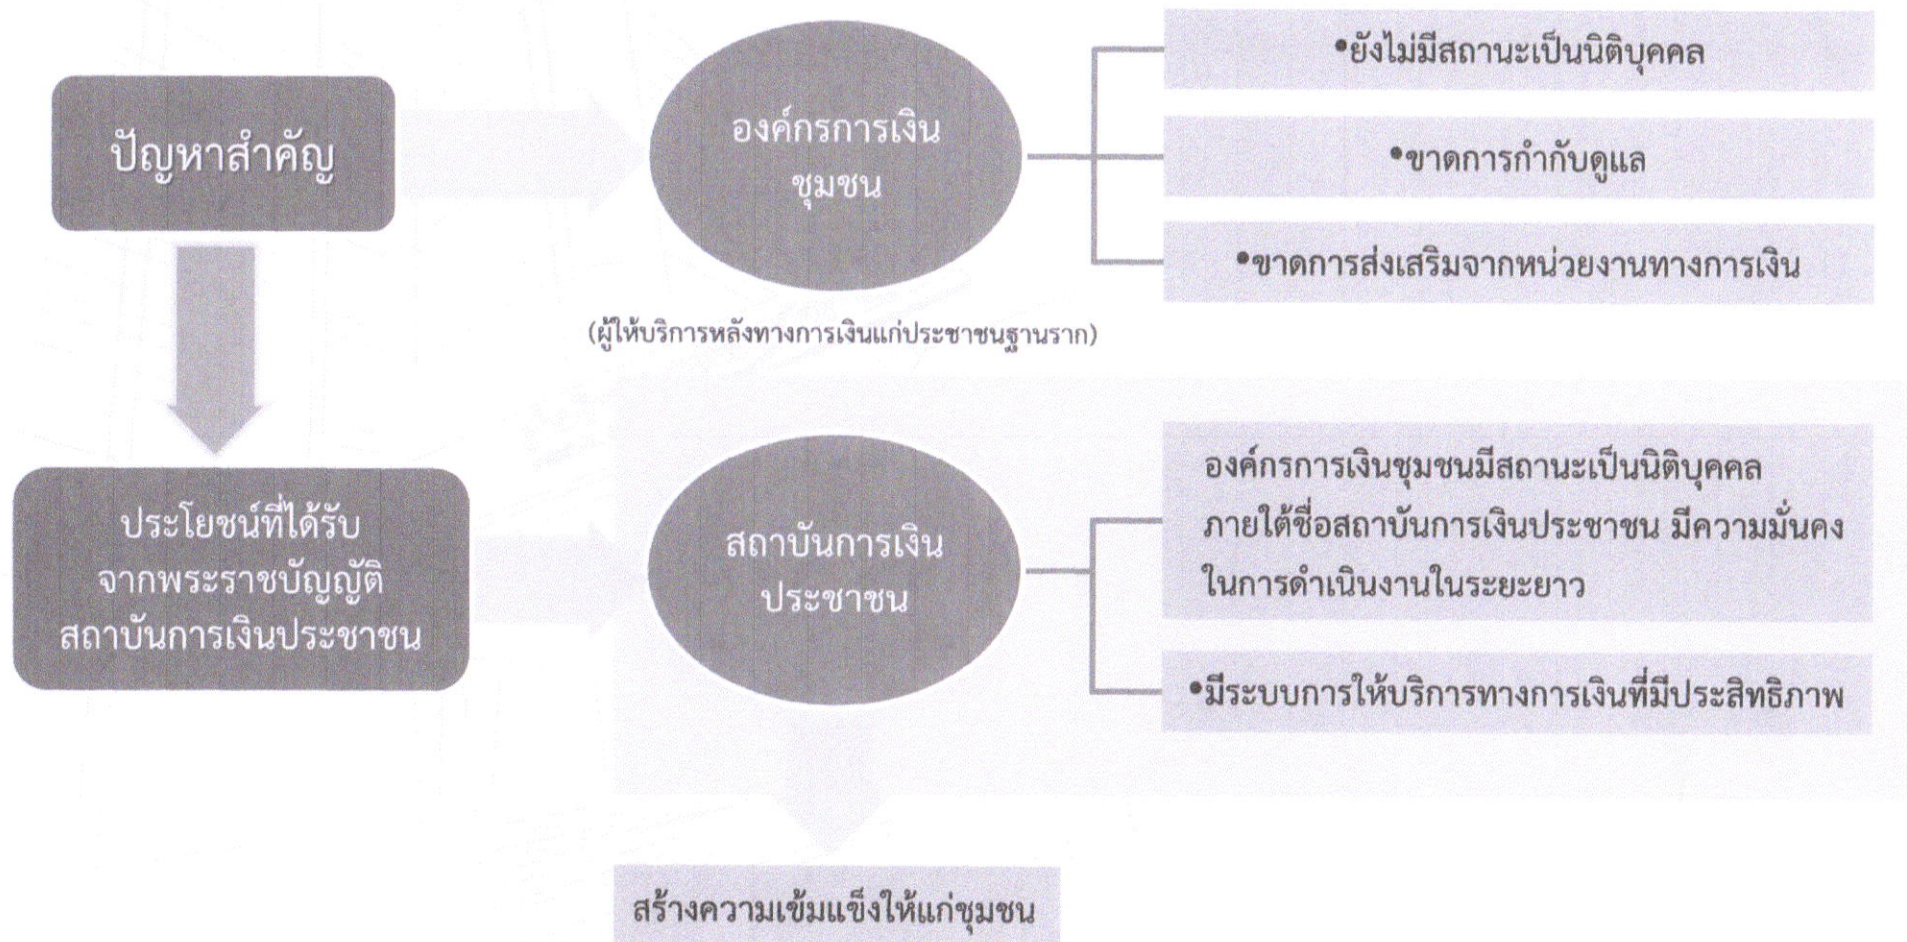 ปัญหาสำคัญ
องค์กรการเงิน
ชุมชน
•ยังไม่มีสถานะเป็นนิติบุคคล
•ขาดการกำกับดูแล
•ขาดการส่งเสริมจากหน่วยงานทางการเงิน
(ผู้ให้บริการหลังทางการเงินแก่ประชาชนฐานราก)
ประโยชน์ที่ได้รับ
จากพระราชบัญญัติ
สถาบันการเงินประชาชน
สถาบันการเงิน
ประชาชน
องค์กรการเงินชุมชนมีสถานะเป็นนิติบุคคล
ภายใต้ชื่อสถาบันการเงินประชาชน มีความมั่นคง
ในการดำเนินงานในระยะยาว
•มีระบบการให้บริการทางการเงินที่มีประสิทธิภาพ
สร้างความเข้มแข็งให้แก่ชุมชน